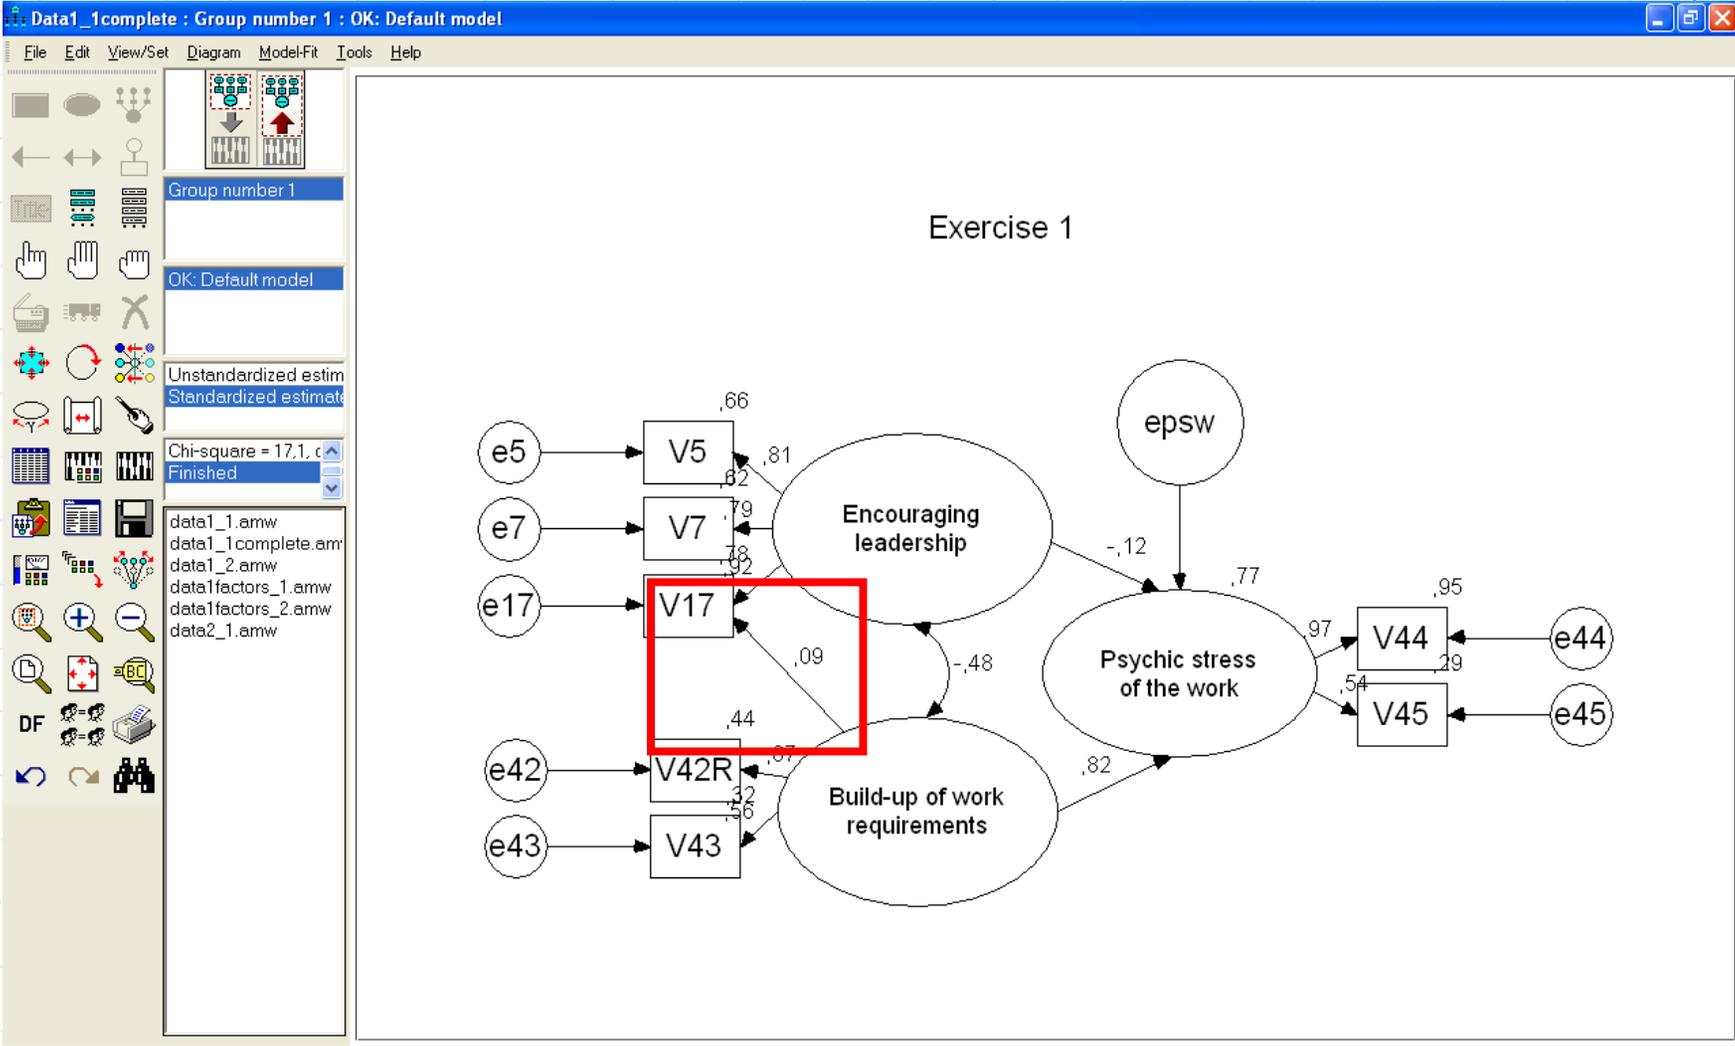 Data1_1complete : Group number 1 : OK: Default model
File Edit View/Set Diagram Model-Fit Tools Help
Title
Group number 1
OK: Default model
Unstandardized estim
Standardized estimate
Chi-square = 17,1, d
Finished
data1_1.amw
data1_1complete.am
data1_2.amw
data1factors_1.amw
data1factors_2.amw
data2_1.amw
DF
Exercise 1
,66
e5 V5 ,81
,62
e7 V7 ,79
,78
,92
e17 V17
Encouraging
leadership
epsw
-,12
,77
,09
-,48
,44
e42 V42R ,67
,32
,56
e43 V43
Build-up of work
requirements
,82
Psychic stress
of the work
,95
,97 V44 e44
,29
,54 V45 e45